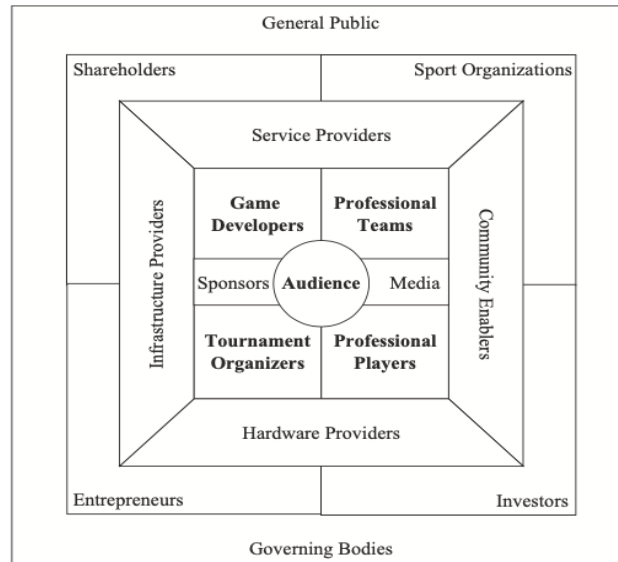 General Public
Shareholders
Sport Organizations
Service Providers
Infrastructure Providers
Game
Developers
Professional
Teams
Community Enablers
Sponsors
Audience
Media
Tournament
Organizers
Professional
Players
Hardware Providers
Entrepreneurs
Investors
Governing Bodies